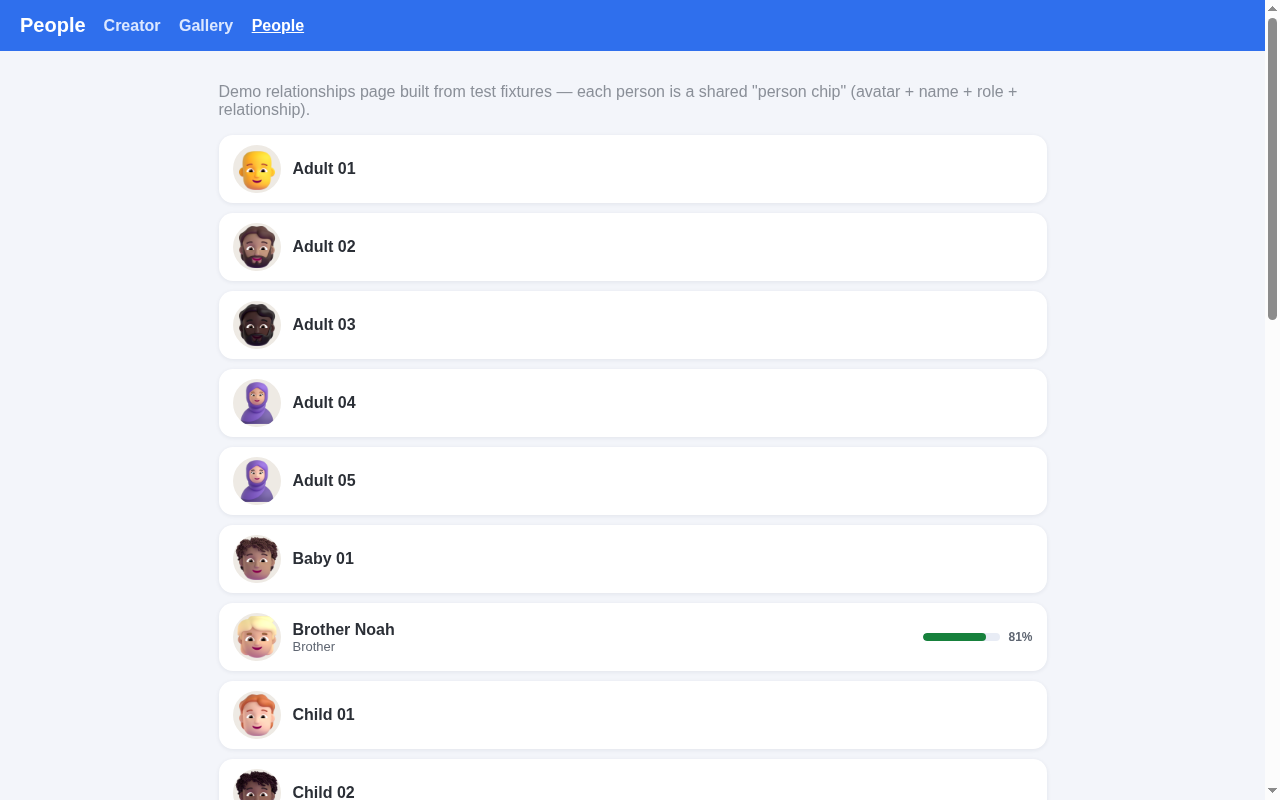 People Creator Gallery People
Demo relationships page built from test fixtures — each person is a shared "person chip" (avatar + name + role +
relationship).
Adult 01
Adult 02
Adult 03
Adult 04
Adult 05
Baby 01
Brother Noah
Brother
81%
Child 01
Child 02